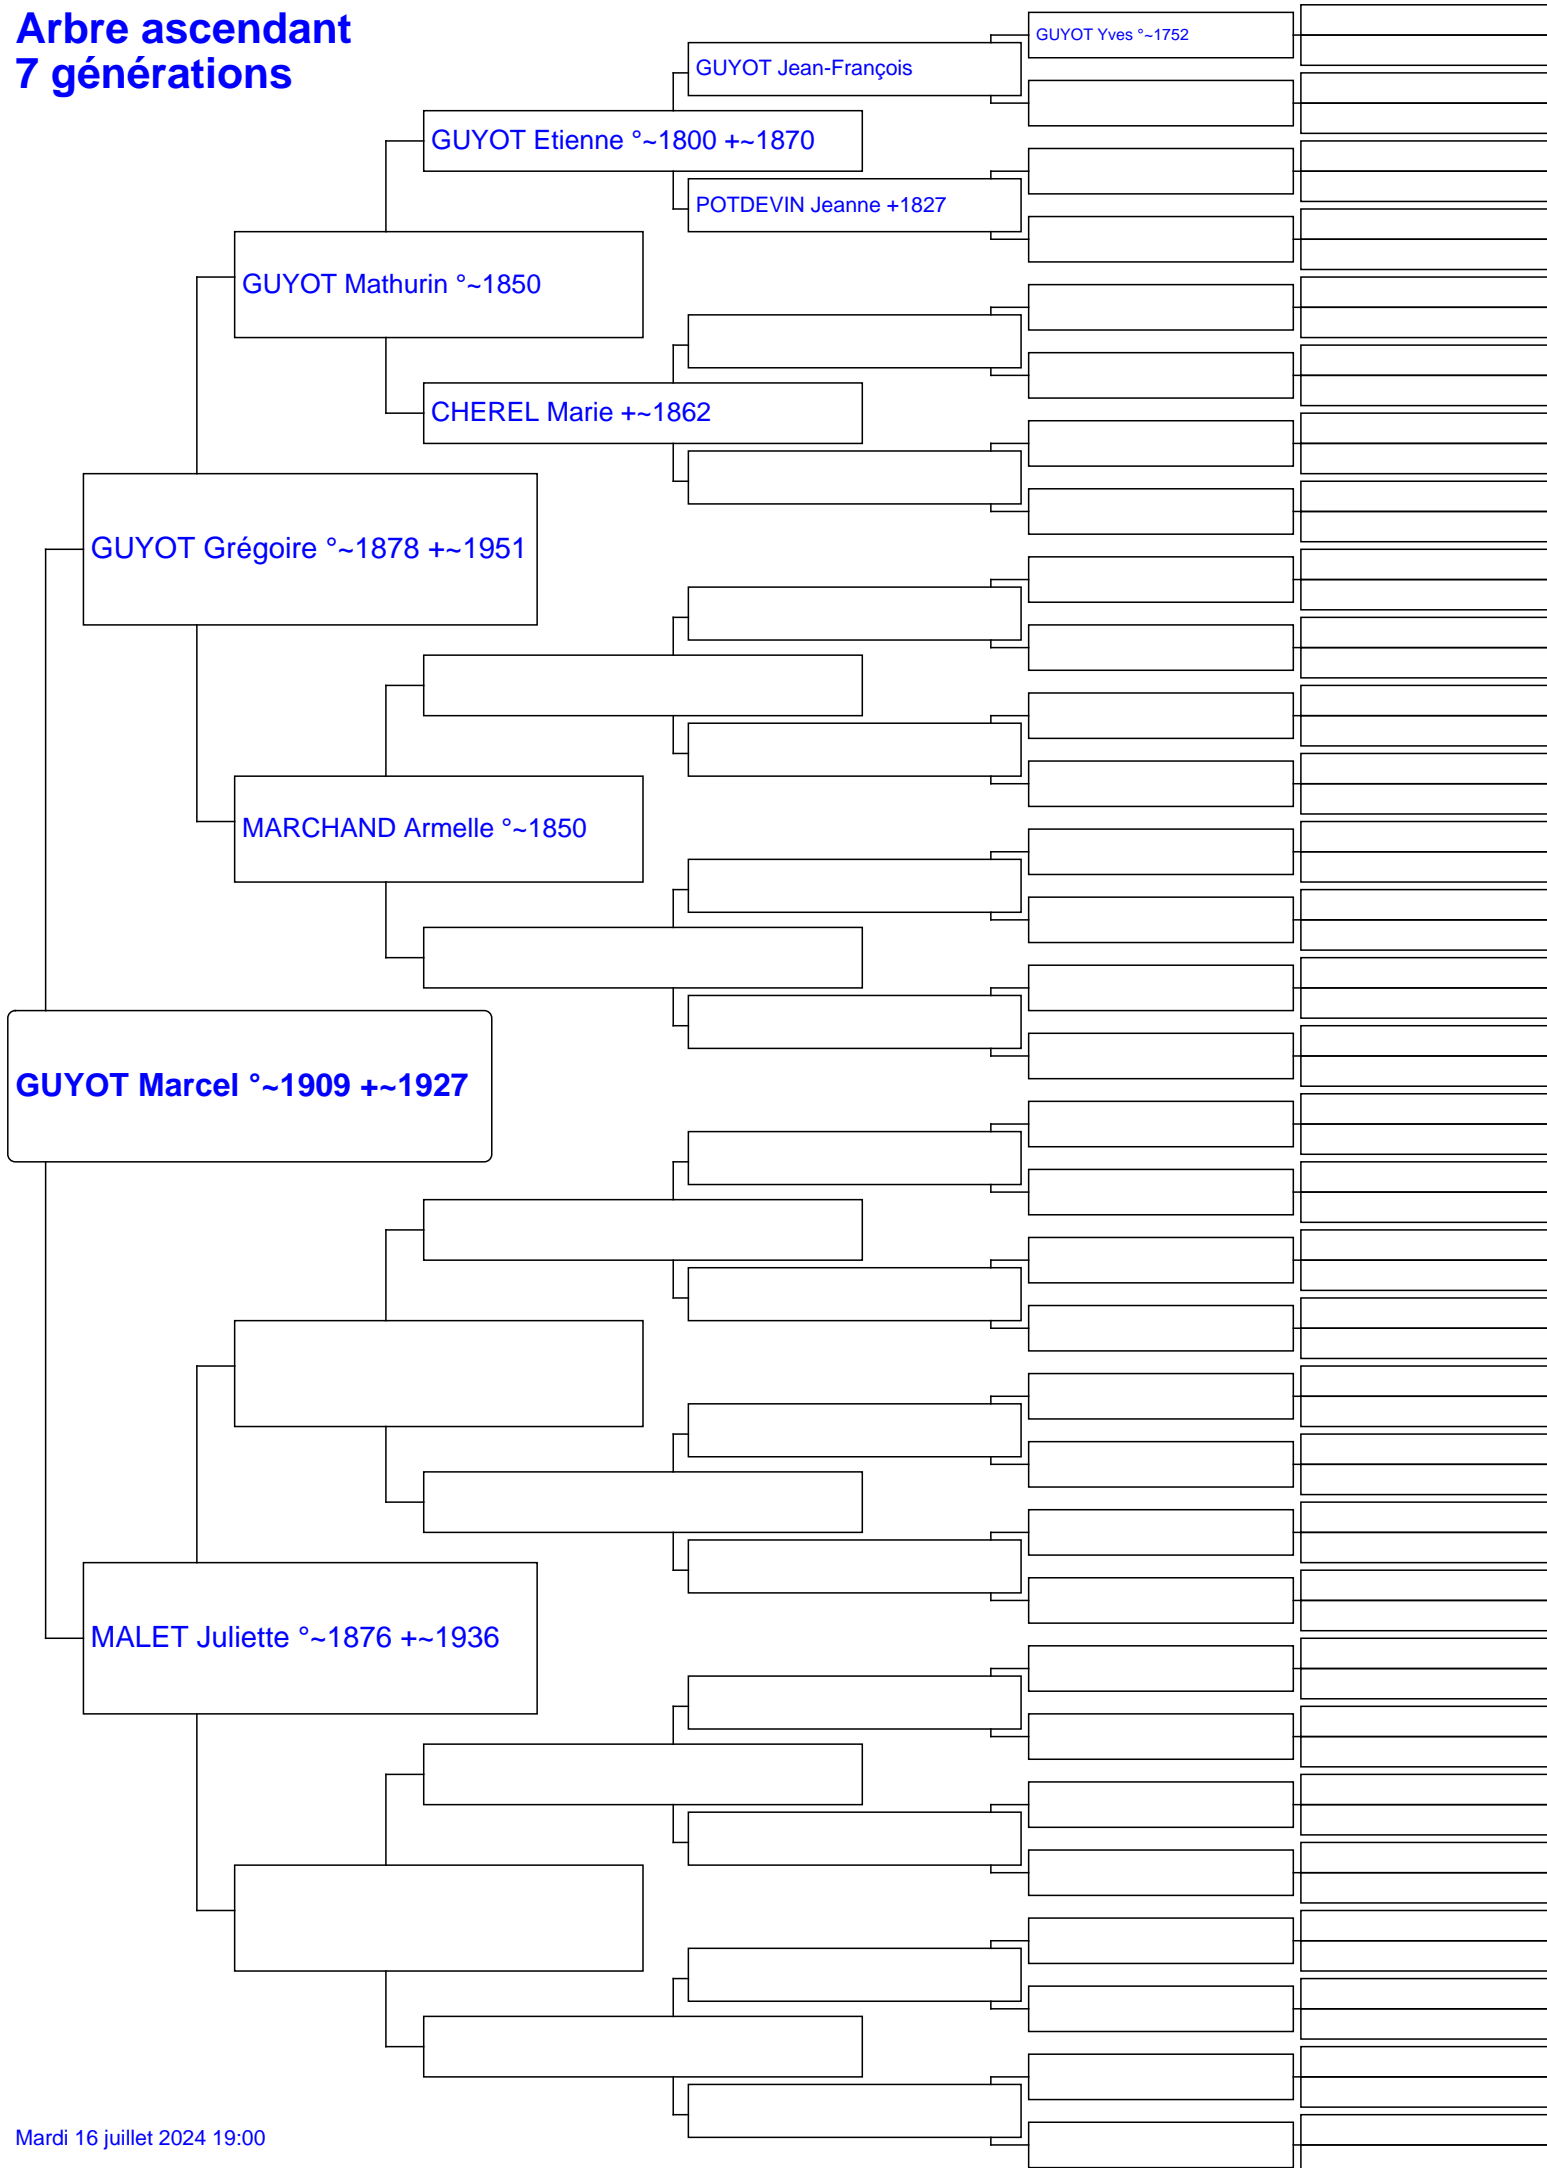 Arbre ascendant
7 générations
GUYOT Yves °~1752
GUYOT Jean-François
GUYOT Etienne °~1800 +~1870
POTDEVIN Jeanne +1827
GUYOT Mathurin °~1850
CHEREL Marie +~1862
GUYOT Grégoire °~1878 +~1951
MARCHAND Armelle °~1850
GUYOT Marcel °~1909 +~1927
MALET Juliette °~1876 +~1936
Mardi 16 juillet 2024 19:00